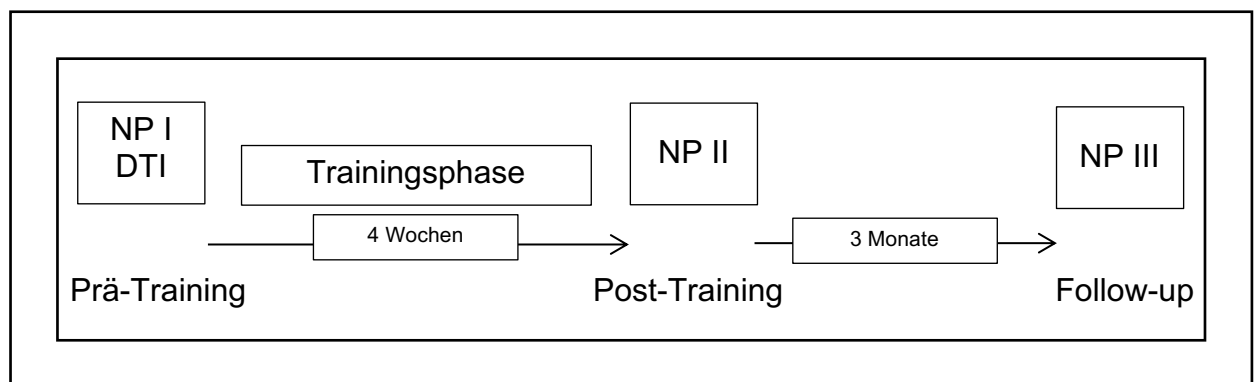 NP I
DTI
Trainingsphase
NP II
NP III
4 Wochen
3 Monate
Prä-Training
Post-Training
Follow-up